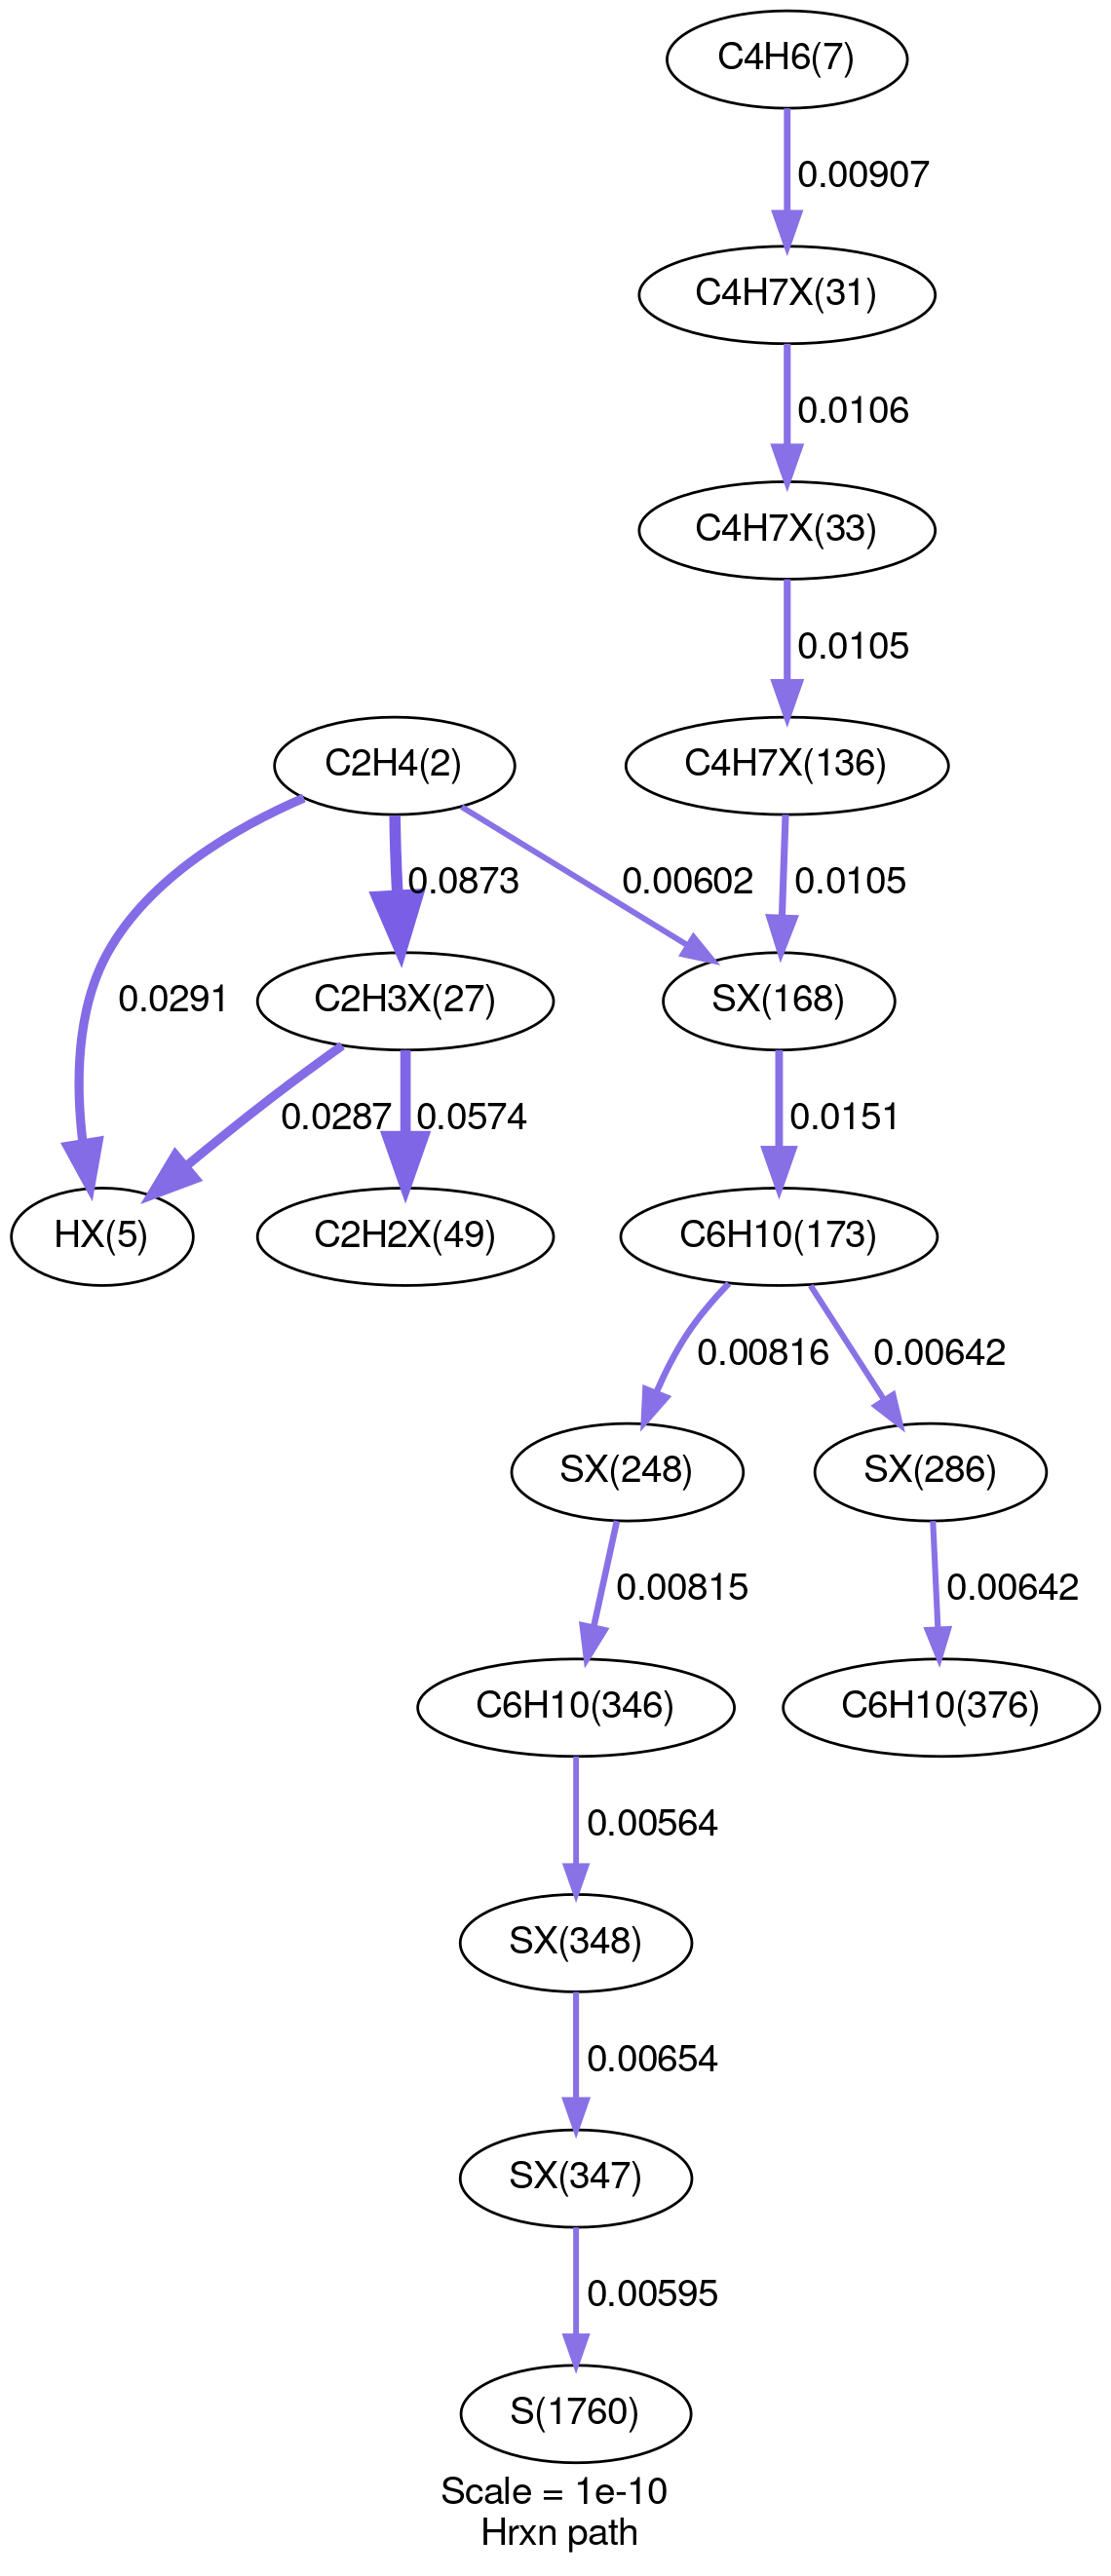 C4H6(7)
0.00907
C4H7X(31)
0.0106
C4H7X(33)
0.0105
C2H4(2)
C4H7X(136)
0.0873
0.00602
0.0105
0.0291
C2H3X(27)
SX(168)
0.0287
0.0574
0.0151
HX(5)
C2H2X(49)
C6H10(173)
0.00816
0.00642
SX(248)
SX(286)
0.00815
0.00642
C6H10(346)
C6H10(376)
0.00564
SX(348)
0.00654
SX(347)
0.00595
S(1760)
Scale = 1e-10
Hrxn path